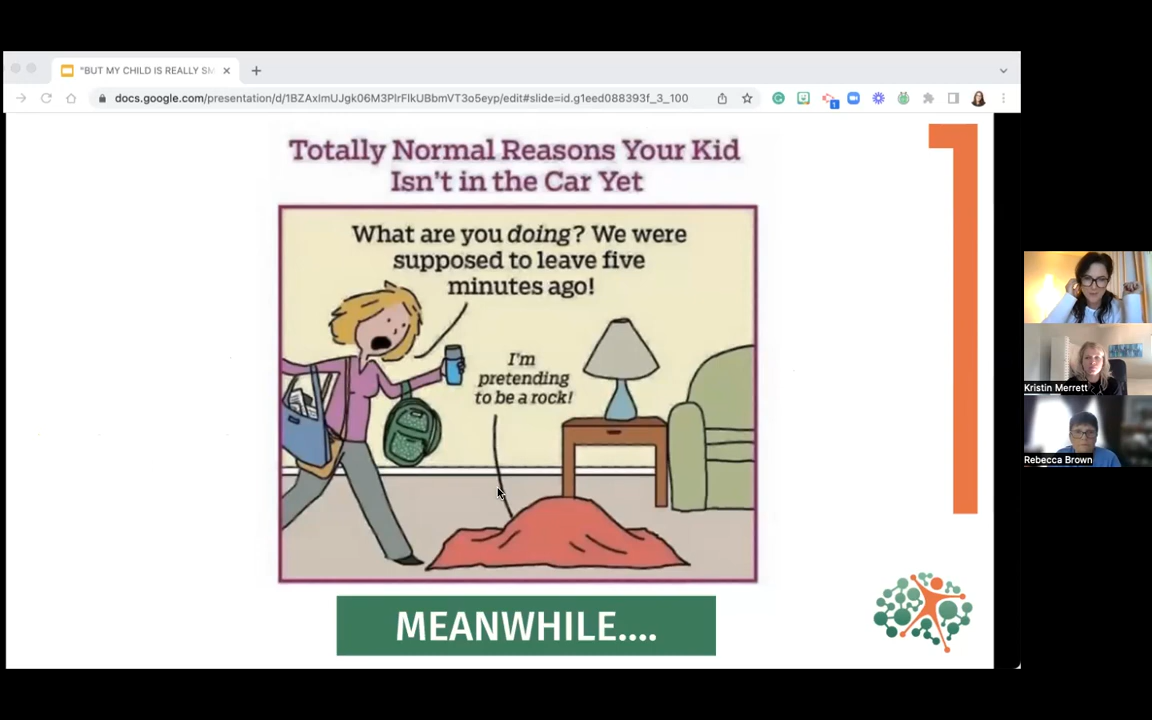 "BUT MY CHILD IS REALLY SM
docs.google.com/presentation/d/1BZAxImUJgk06M3PlrFlkUBbmVT3o5eyp/edit#slide=id.g1eed088393f_3_100
1
Totally Normal Reasons Your Kid
Isn't in the Car Yet
What are you doing? We were
supposed to leave five
minutes ago!
I'm
pretending
to be a rock!
MEANWHILE....
Kristin Merrett
Rebecca Brown